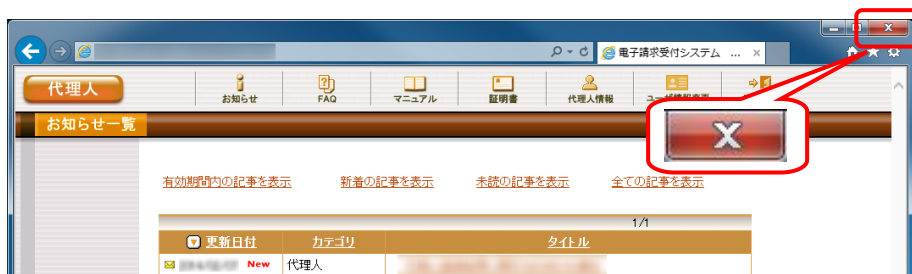 電子請求受付システム ...
代理人
お知らせ
FAQ
マニュアル
証明書
代理人情報
お知らせ一覧
有効期間内の記事を表示
新着の記事を表示
未読の記事を表示
全ての記事を表示
1/1
更新日付
カテゴリ
タイトル
New
代理人